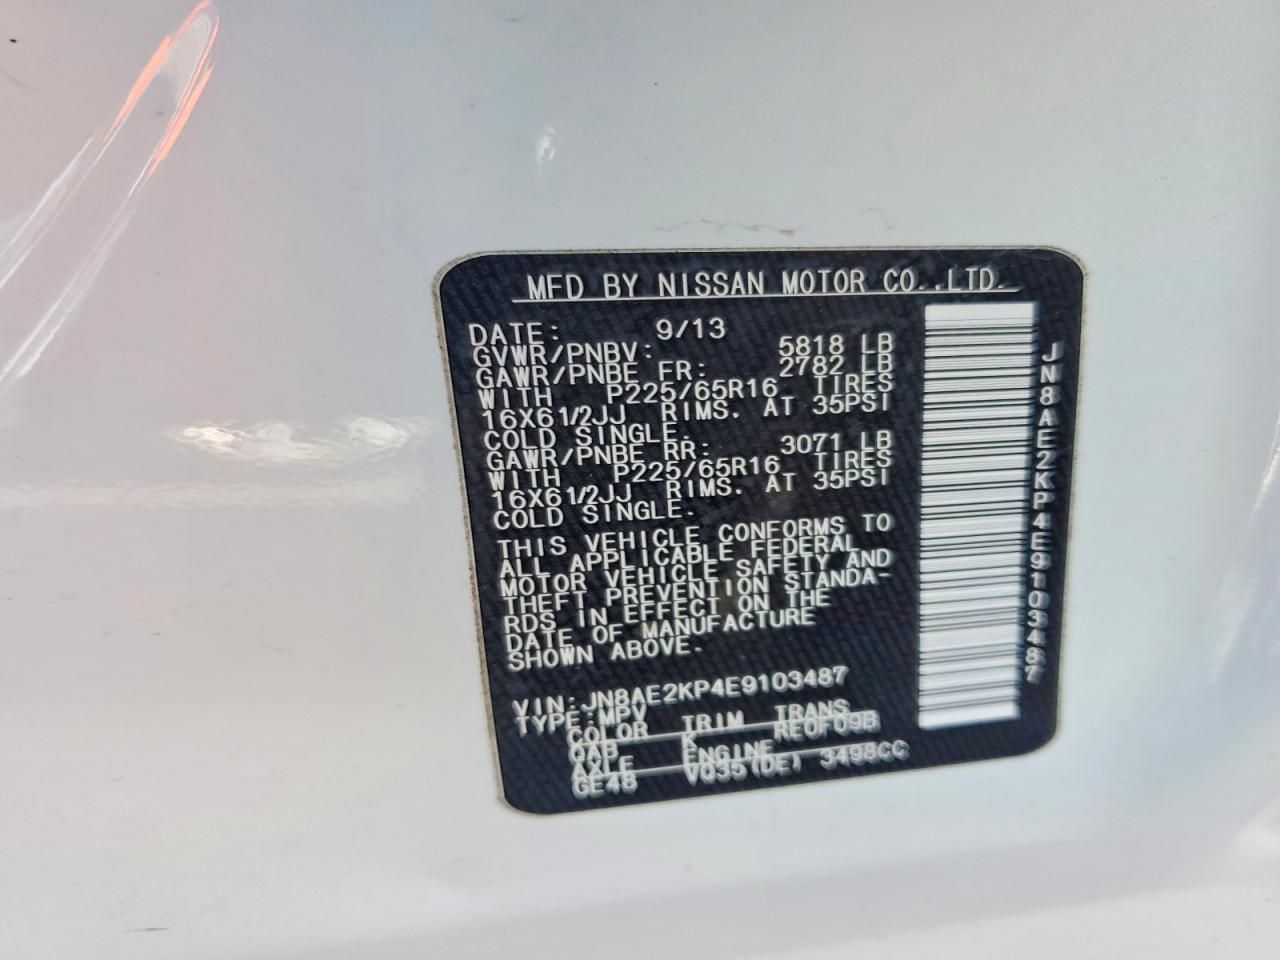 MFD BY NISSAN MOTOR CO.,LTD.
DATE: 9/13
GVWR/PNBV: 5818 LB
GAWR/PNBE FR: 2782 LB
WITH P225/65R16 TIRES
16X61/2JJ RIMS. AT 35PSI
COLD SINGLE.
GAWR/PNBE RR: 3071 LB
WITH P225/65R16 TIRES
16X61/2JJ RIMS. AT 35PSI
COLD SINGLE.
THIS VEHICLE CONFORMS TO
ALL APPLICABLE FEDERAL
MOTOR VEHICLE SAFETY AND
THEFT PREVENTION STANDA-
RDS IN EFFECT ON THE
DATE OF MANUFACTURE
SHOWN ABOVE.
VIN:JN8AE2KP4E9103487
TYPE:MPV
COLOR TRIM TRANS
QAB K RE0F09B
AXLE ENGINE
GE48 VQ35(DE) 3498CC
JN8AE2KP4E9103487